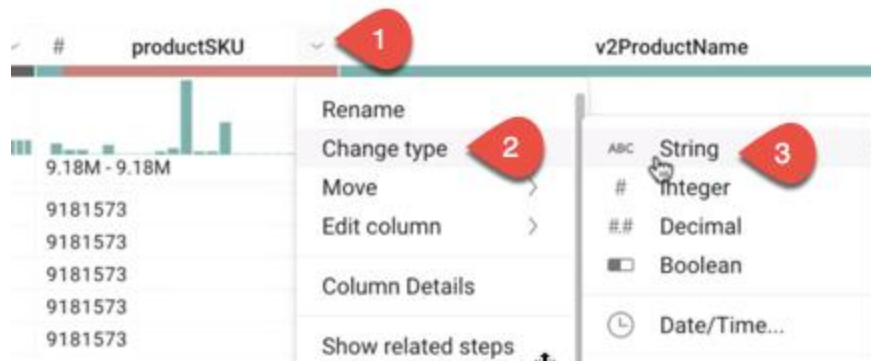 # productSKU
1
v2ProductName
9.18M - 9.18M
9181573
9181573
9181573
9181573
9181573
Rename
Change type
2
Move
Edit column
Column Details
Show related steps
ABC String
3
# Integer
#.# Decimal
Boolean
Date/Time...